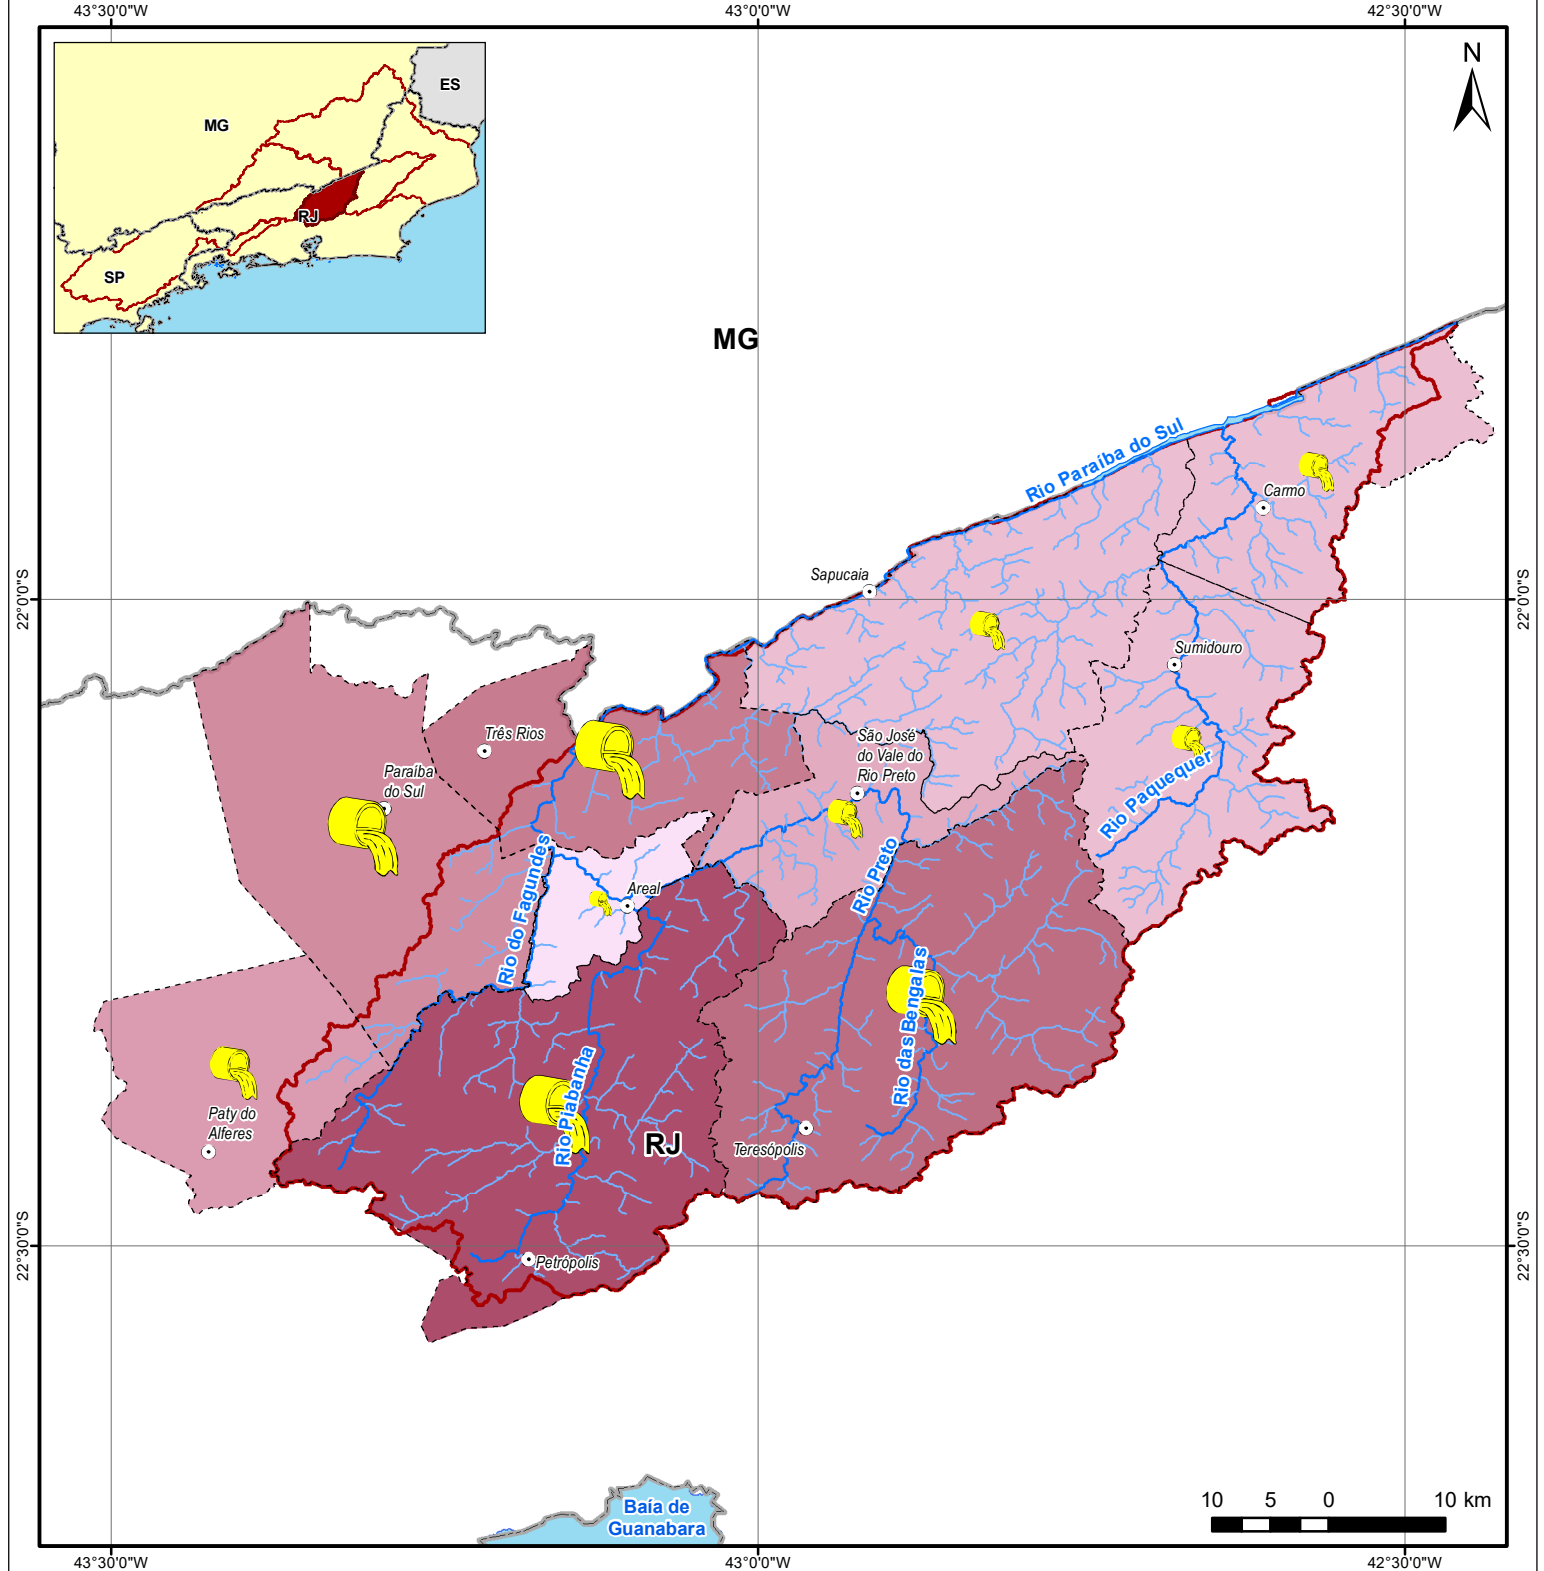 43°30'0"W
43°0'0"W
42°30'0"W
ES
MG
RJ
SP
N
MG
Rio Paraíba do Sul
Carmo
Sapucaia
22°0'0"S
22°0'0"S
Sumidouro
Três Rios
São José
do Vale do
Rio Preto
Paraíba
do Sul
Rio Paquequer
Rio Preto
Rio do Fagundes
Areal
Rio das Bengalas
Rio Piabanha
Paty do
Alferes
RJ
Teresópolis
22°30'0"S
22°30'0"S
Petrópolis
Baía de
Guanabara
10 5 0 10 km
43°30'0"W
43°0'0"W
42°30'0"W